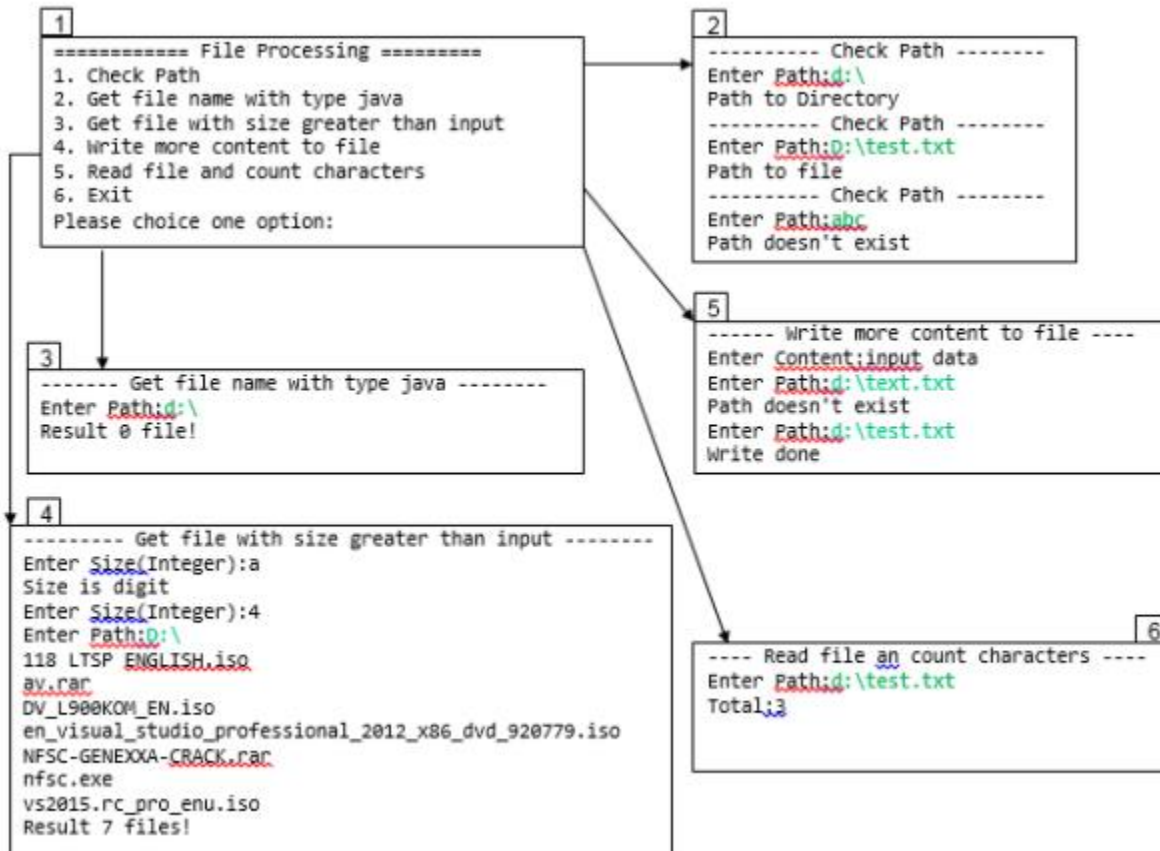 1
============ File Processing =========
1. Check Path
2. Get file name with type java
3. Get file with size greater than input
4. Write more content to file
5. Read file and count characters
6. Exit
Please choice one option:
2
---------- Check Path --------
Enter Path:d:\
Path to Directory
---------- Check Path --------
Enter Path:D:\test.txt
Path to file
---------- Check Path --------
Enter Path:abc
Path doesn't exist
3
------- Get file name with type java --------
Enter Path:d:\
Result 0 file!
5
------ Write more content to file ----
Enter Content:input data
Enter Path:d:\text.txt
Path doesn't exist
Enter Path:d:\test.txt
Write done
4
--------- Get file with size greater than input --------
Enter Size(Integer):a
Size is digit
Enter Size(Integer):4
Enter Path:D:\
118 LTSP ENGLISH.iso
av.rar
DV_L900KOM_EN.iso
en_visual_studio_professional_2012_x86_dvd_920779.iso
NFSC-GENEXXA-CRACK.rar
nfsc.exe
vs2015.rc_pro_enu.iso
Result 7 files!
6
---- Read file an count characters ----
Enter Path:d:\test.txt
Total:3